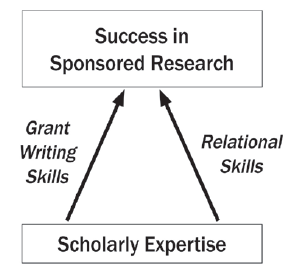 Success in
Sponsored Research
Grant
Writing
Skills
Relational
Skills
Scholarly Expertise